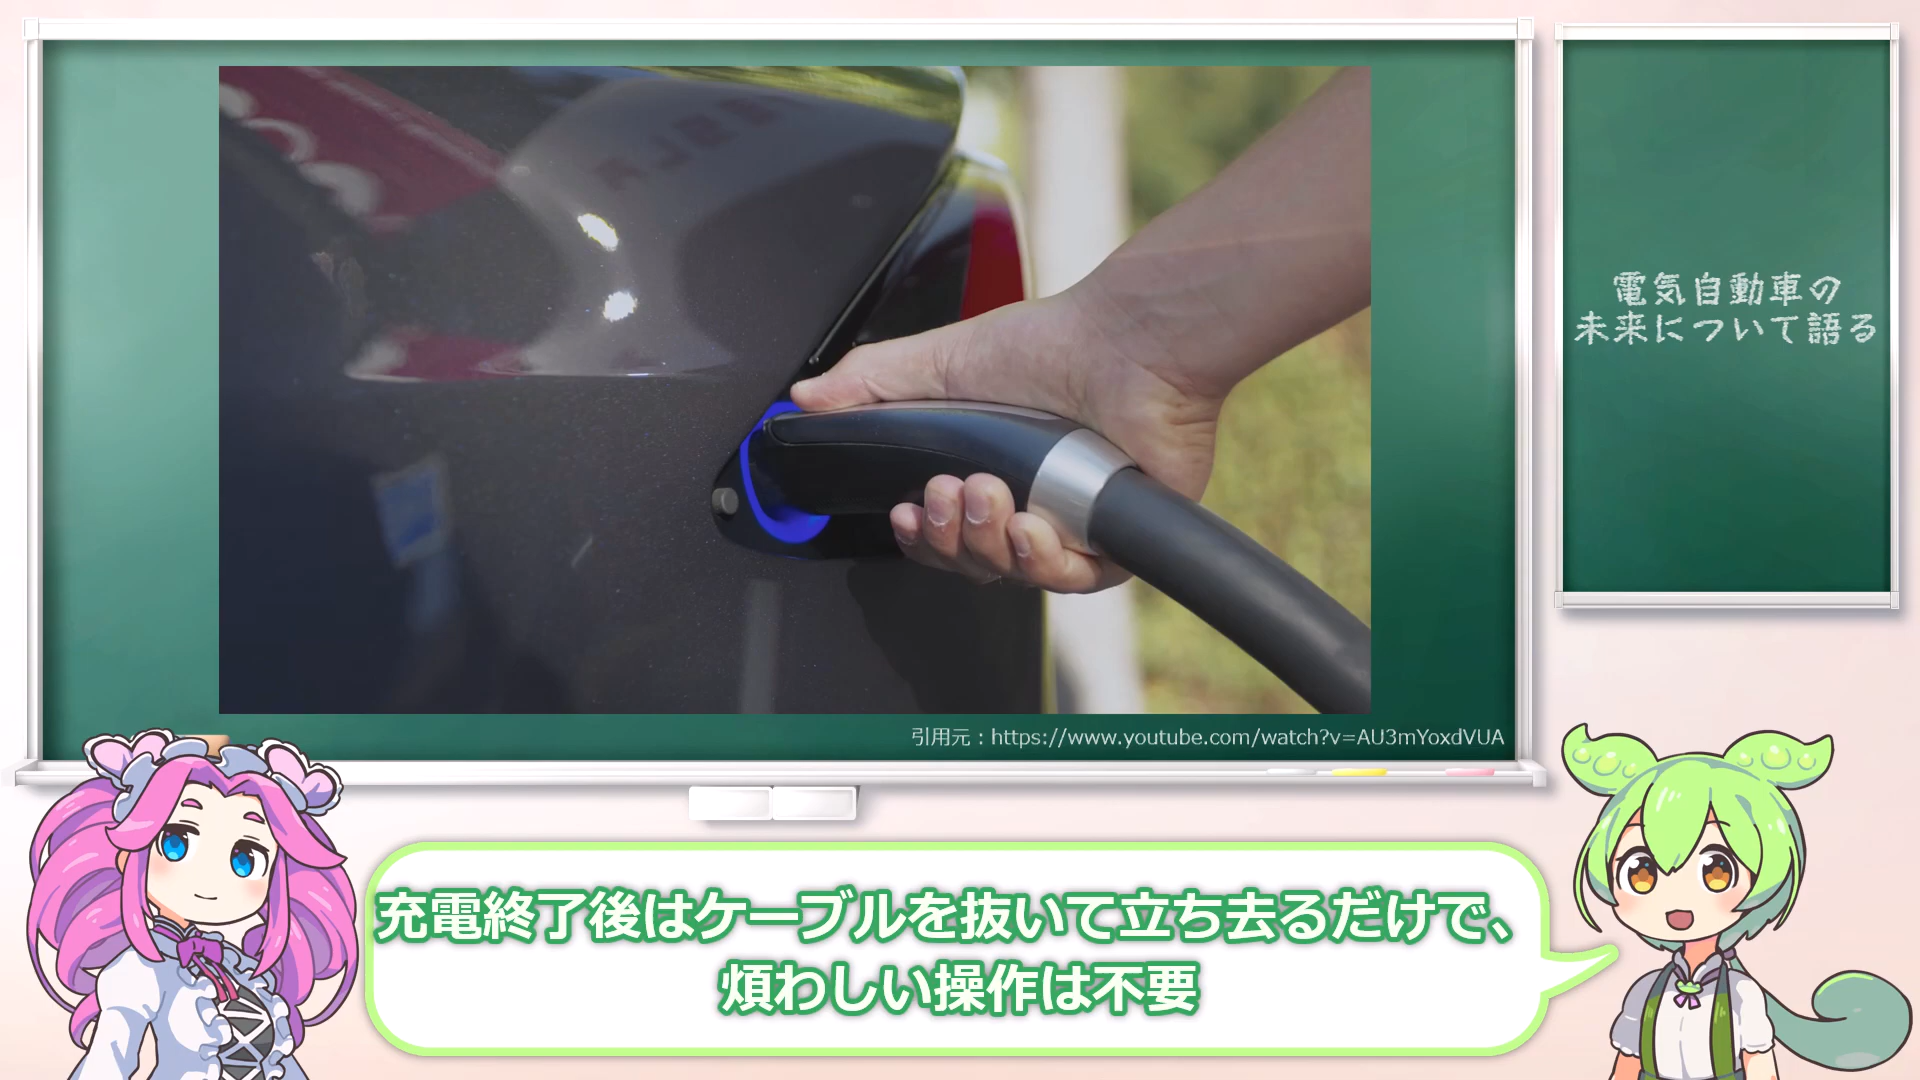 電気自動車の
未来について語る
引用元：https://www.youtube.com/watch?v=AU3mYoxdVUA
充電終了後はケーブルを抜いて立ち去るだけで、
煩わしい操作は不要